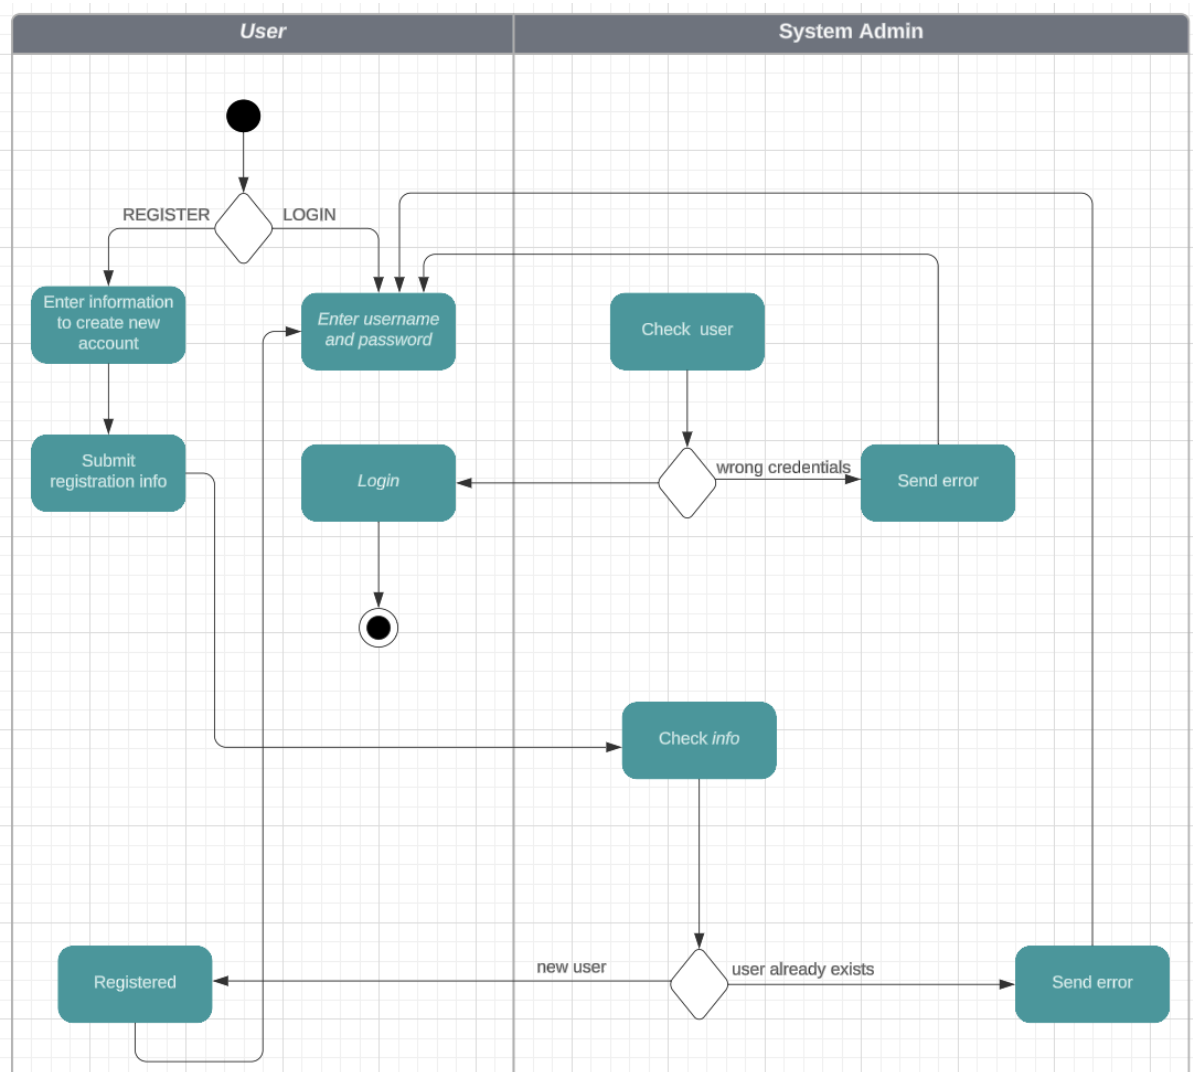 User
System Admin
REGISTER
LOGIN
Enter information
to create new
account
Enter username
and password
Check user
Submit
registration info
Login
wrong credentials
Send error
Check info
Registered
new user
user already exists
Send error